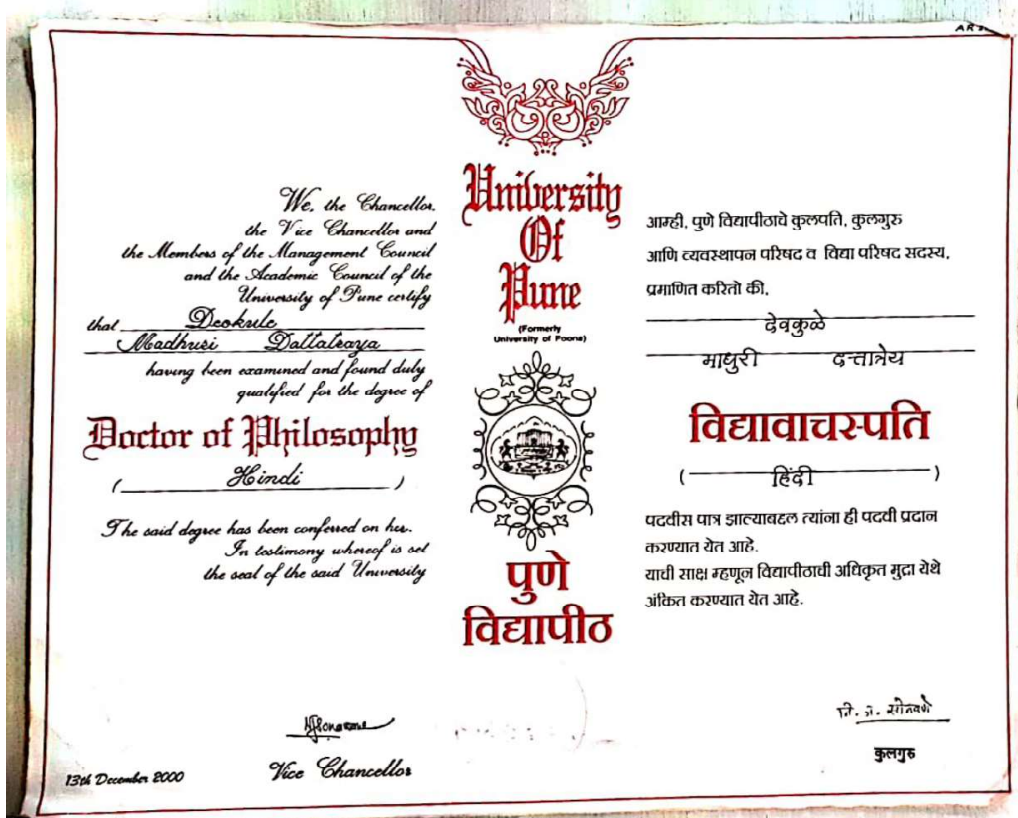 We, the Chancellor,
the Vice Chancellor and
the Members of the Management Council
and the Academic Council of the
University of Pune certify
that Deokule
Madhuri Dattatraya
having been examined and found duly
qualified for the degree of
Doctor of Philosophy
( Hindi )
The said degree has been conferred on her.
In testimony whereof is set
the seal of the said University
13th December 2000
Vice Chancellor
University
Of
Pune
(Formerly
University of Poona)
पुणे
विद्यापीठ
आम्ही, पुणे विद्यापीठाचे कुलपति, कुलगुरु
आणि व्यवस्थापन परिषद व विद्या परिषद सदस्य,
प्रमाणित करितो की,
देवकुळे
माधुरी दत्तात्रेय
विद्यावाचस्पति
( हिंदी )
पदवीस पात्र झाल्याबद्दल त्यांना ही पदवी प्रदान
करण्यात येत आहे.
याची साक्ष म्हणून विद्यापीठाची अधिकृत मुद्रा येथे
अंकित करण्यात येत आहे.
कुलगुरु